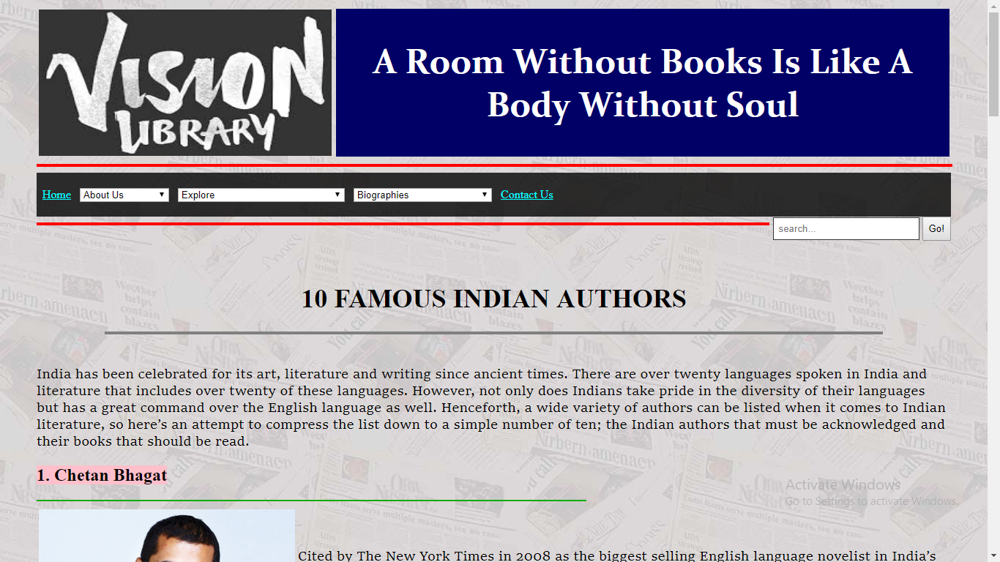 VISION
LIBRARY
A Room Without Books Is Like A
Body Without Soul
Home About Us Explore Biographies Contact Us
search... Go!
10 FAMOUS INDIAN AUTHORS
India has been celebrated for its art, literature and writing since ancient times. There are over twenty languages spoken in India and
literature that includes over twenty of these languages. However, not only does Indians take pride in the diversity of their languages
but has a great command over the English language as well. Henceforth, a wide variety of authors can be listed when it comes to Indian
literature, so here's an attempt to compress the list down to a simple number of ten; the Indian authors that must be acknowledged and
their books that should be read.
1. Chetan Bhagat
Activate Windows
Go to Settings to activate Windows.
Cited by The New York Times in 2008 as the biggest selling English language novelist in India's